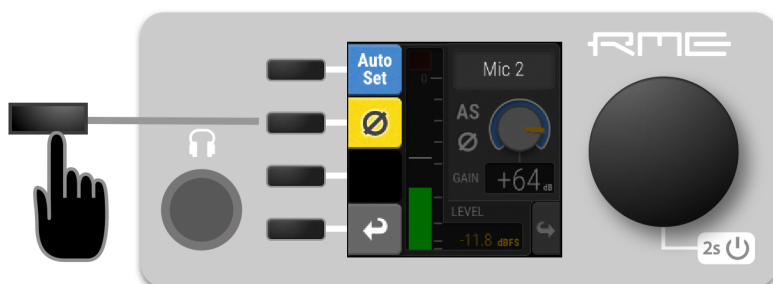 RME
Auto
Set
0
Mic 2
AS
Ø
Ø
GAIN
+64 dB
LEVEL
-11.8 dBFS
2s